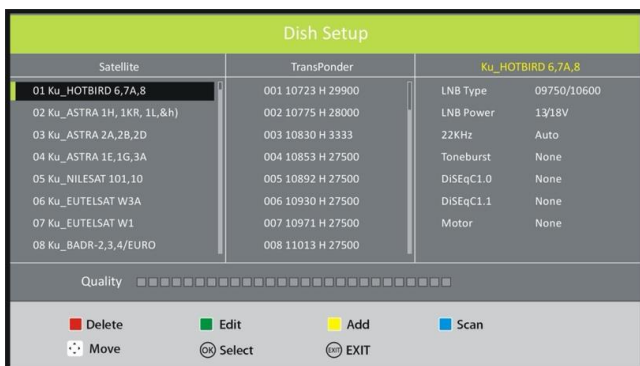 Dish Setup
Satellite
TransPonder
Ku_HOTBIRD 6,7A,8
01 Ku_HOTBIRD 6,7A,8
001 10723 H 29900
LNB Type 09750/10600
02 Ku_ASTRA 1H, 1KR, 1L,&h)
002 10775 H 28000
LNB Power 13/18V
03 Ku_ASTRA 2A,2B,2D
003 10830 H 3333
22KHz Auto
04 Ku_ASTRA 1E,1G,3A
004 10853 H 27500
Toneburst None
05 Ku_NILESAT 101,10
005 10892 H 27500
DiSEqC1.0 None
06 Ku_EUTELSAT W3A
006 10930 H 27500
DiSEqC1.1 None
07 Ku_EUTELSAT W1
007 10971 H 27500
Motor None
08 Ku_BADR-2,3,4/EURO
008 11013 H 27500
Quality
Delete
Edit
Add
Scan
Move
OK Select
EXIT EXIT